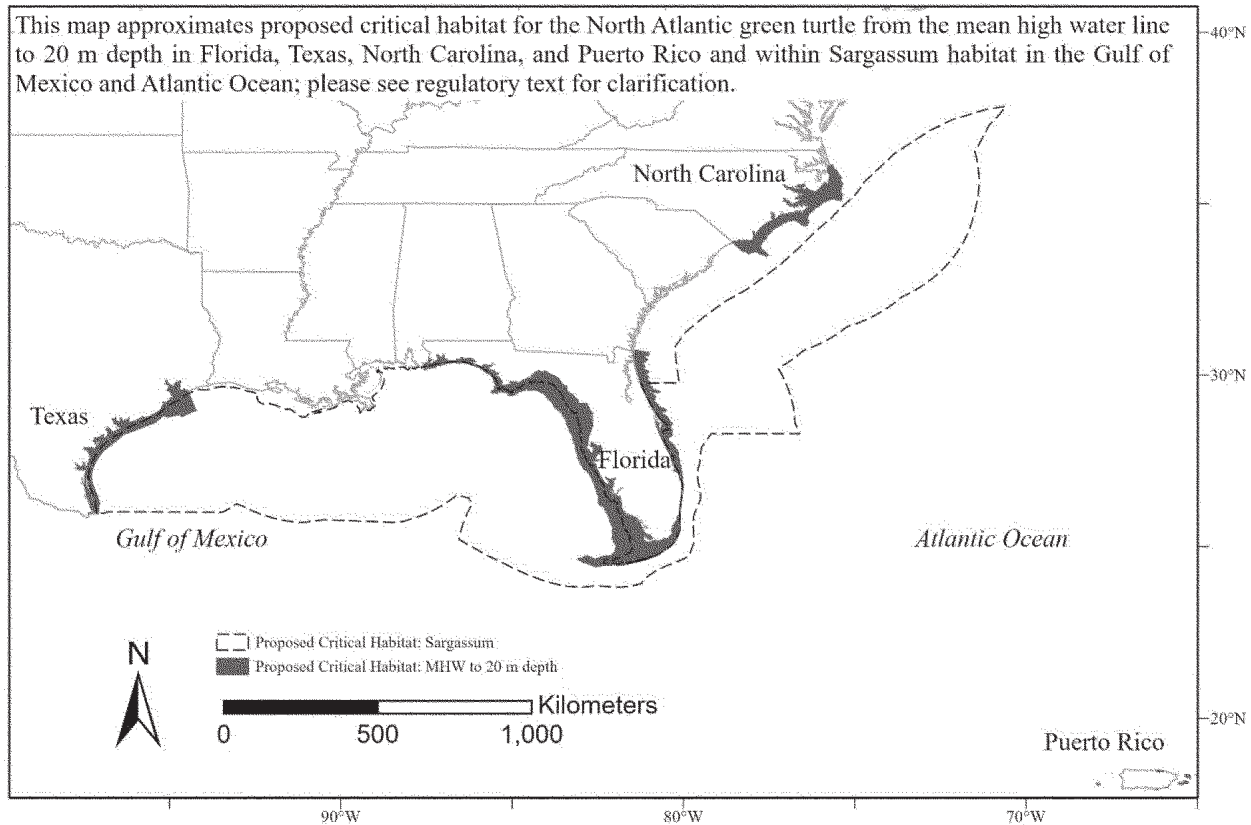 This map approximates proposed critical habitat for the North Atlantic green turtle from the mean high water line
to 20 m depth in Florida, Texas, North Carolina, and Puerto Rico and within Sargassum habitat in the Gulf of
Mexico and Atlantic Ocean; please see regulatory text for clarification.
40°N
North Carolina
30°N
Texas
Florida
Gulf of Mexico
Atlantic Ocean
N
Proposed Critical Habitat: Sargassum
Proposed Critical Habitat: MHW to 20 m depth
Kilometers
0 500 1,000
20°N
Puerto Rico
90°W 80°W 70°W